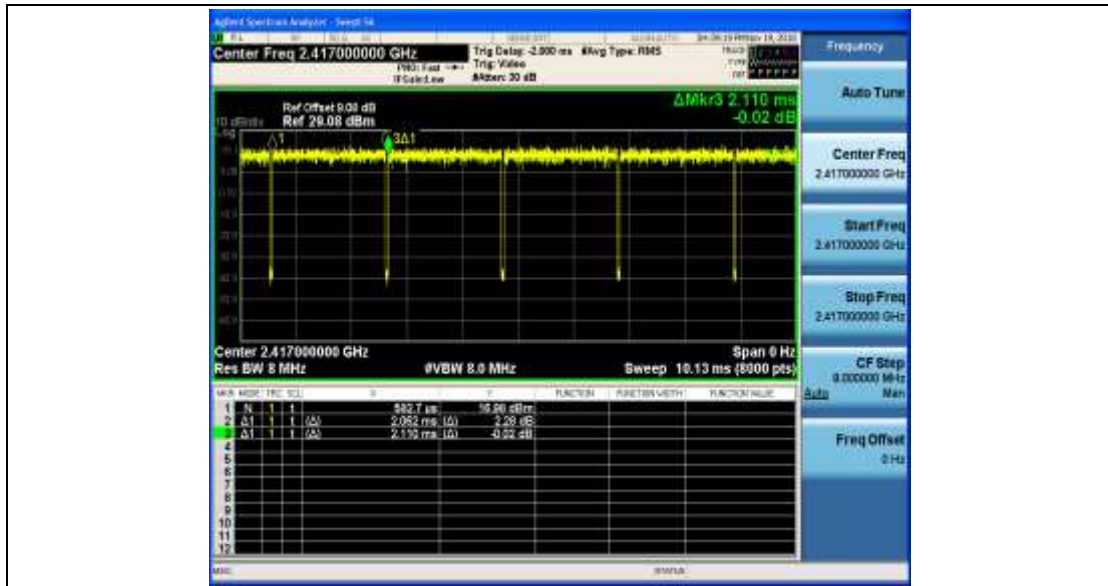 Agilent Spectrum Analyzer - Swept SA
Center Freq 2.417000000 GHz
PNO: Fast
IFGain:Low
Trig Delay: -2.000 ms
Trig: Video
#Atten: 30 dB
#Avg Type: RMS
Frequency
Auto Tune
Ref Offset 9.08 dB
Ref 29.08 dBm
ΔMkr3 2.110 ms
-0.02 dB
10 dB/div
Log
1
3Δ1
Center Freq
2.417000000 GHz
Start Freq
2.417000000 GHz
Stop Freq
2.417000000 GHz
Center 2.417000000 GHz
Res BW 8 MHz
#VBW 8.0 MHz
Span 0 Hz
Sweep 10.13 ms (8000 pts)
CF Step
8.000000 MHz
Auto Man
MKR MODE TRC SCL X Y FUNCTION FUNCTION WIDTH FUNCTION VALUE
1 N 1 t 582.7 µs 16.96 dBm
2 Δ1 1 t (Δ) 2.062 ms (Δ) 2.28 dB
3 Δ1 1 t (Δ) 2.110 ms (Δ) -0.02 dB
4
5
6
7
8
9
10
11
12
Freq Offset
0 Hz
MSG
STATUS